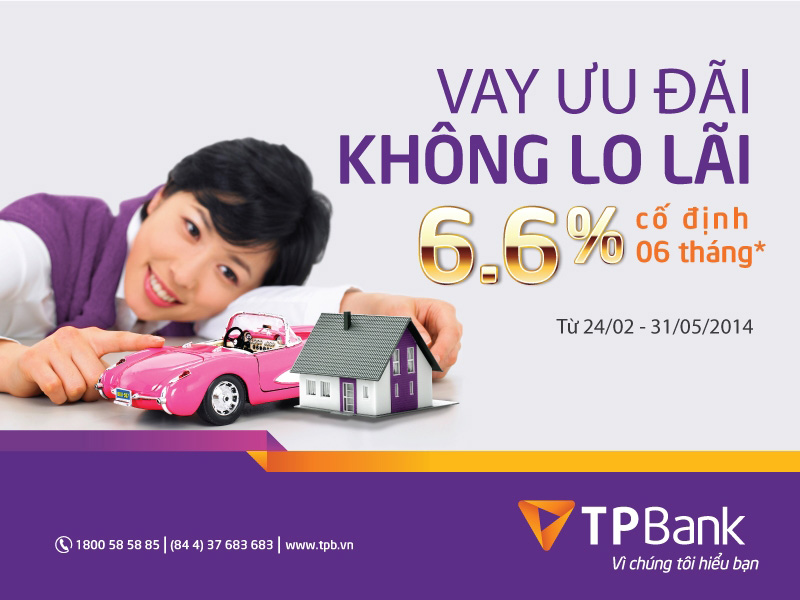 VAY ƯU ĐÃI
KHÔNG LO LÃI
6.6% cố định
06 tháng*
Từ 24/02 - 31/05/2014
TPBank
Vì chúng tôi hiểu bạn
1800 58 58 85 | (84 4) 37 683 683 | www.tpb.vn